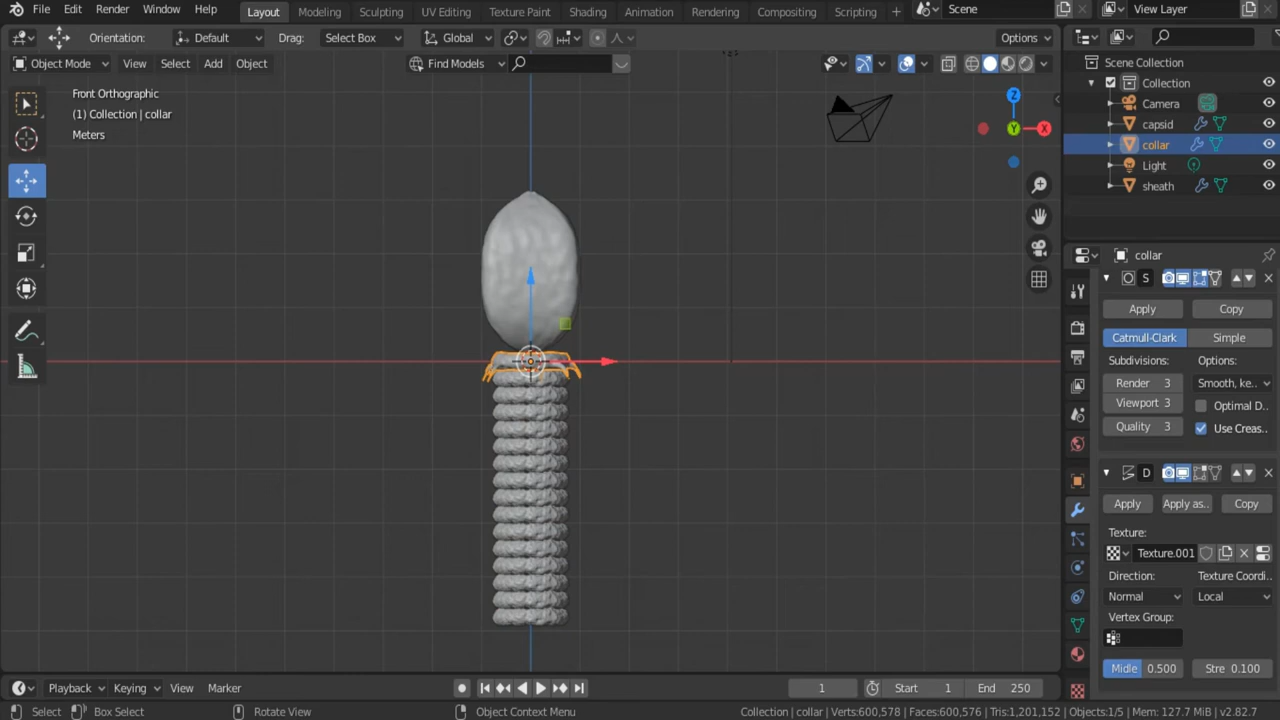 File Edit Render Window Help Layout Modeling Sculpting UV Editing Texture Paint Shading Animation Rendering Compositing Scripting + Scene View Layer
Orientation: Default Drag: Select Box Global Options
Object Mode View Select Add Object Find Models
Scene Collection
Collection
Camera
capsid
collar
Light
sheath
Front Orthographic
(1) Collection | collar
Meters
Z
Y
X
collar
S
Apply Copy
Catmull-Clark Simple
Subdivisions: Options:
Render 3 Smooth, ke..
Viewport 3 Optimal D..
Quality 3 Use Creas..
D
Apply Apply as.. Copy
Texture:
Texture.001
Direction: Texture Coordi..
Normal Local
Vertex Group:
Midle 0.500 Stre 0.100
Playback Keying View Marker 1 Start 1 End 250
Select Box Select Rotate View Object Context Menu Collection | collar | Verts:600,578 | Faces:600,576 | Tris:1,201,152 | Objects:1/5 | Mem: 127.7 MiB | v2.82.7